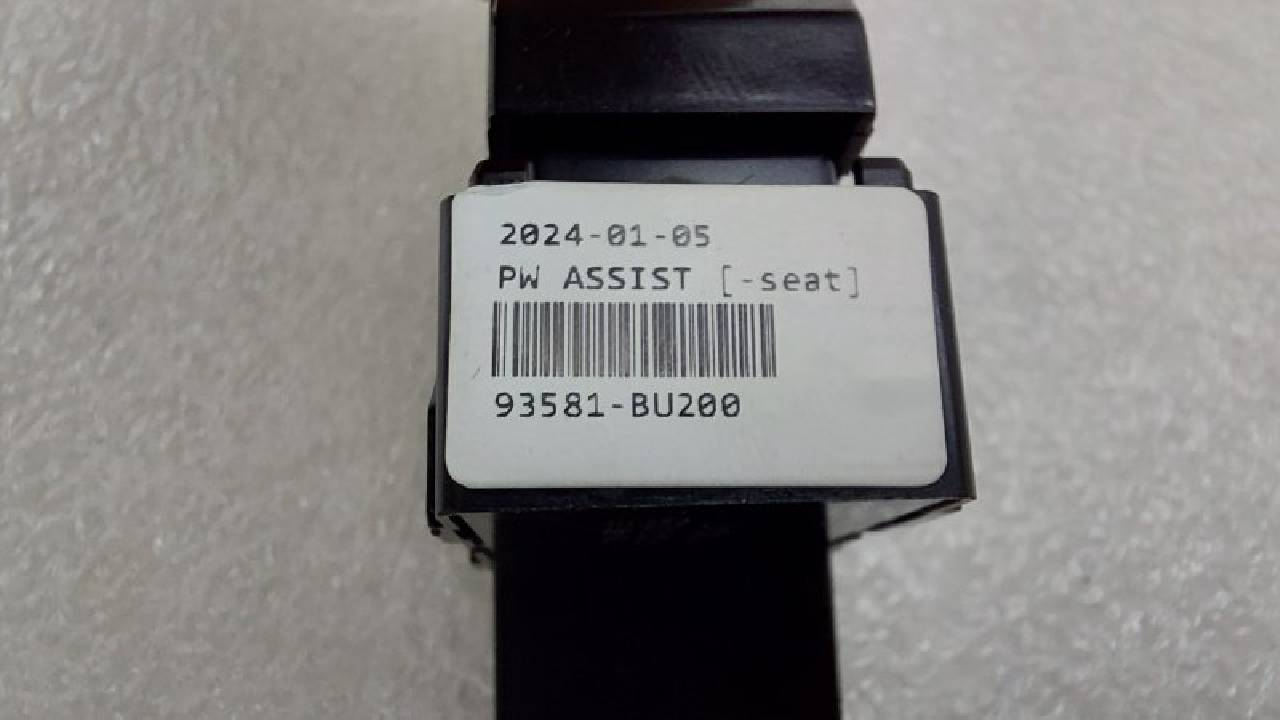 2024-01-05
PW ASSIST [-seat]
93581-BU200